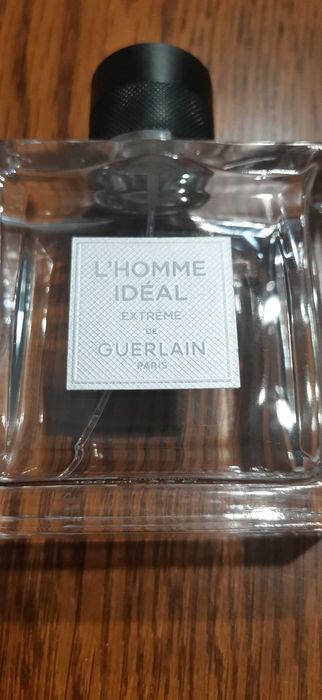 L'HOMME
IDÉAL
EXTRÊME
DE
GUERLAIN
PARIS